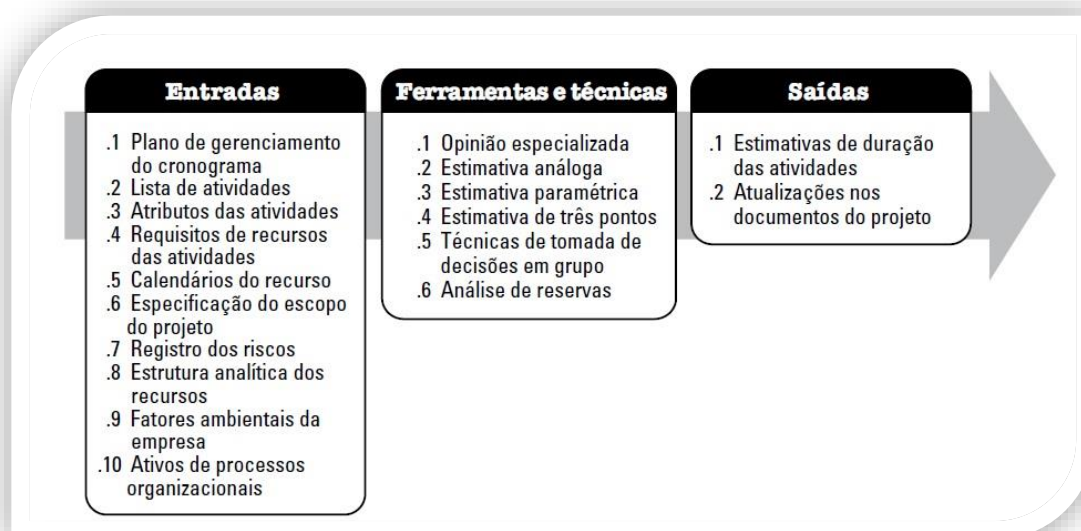 Entradas
.1 Plano de gerenciamento
do cronograma
.2 Lista de atividades
.3 Atributos das atividades
.4 Requisitos de recursos
das atividades
.5 Calendários do recurso
.6 Especificação do escopo
do projeto
.7 Registro dos riscos
.8 Estrutura analítica dos
recursos
.9 Fatores ambientais da
empresa
.10 Ativos de processos
organizacionais
Ferramentas e técnicas
.1 Opinião especializada
.2 Estimativa análoga
.3 Estimativa paramétrica
.4 Estimativa de três pontos
.5 Técnicas de tomada de
decisões em grupo
.6 Análise de reservas
Saídas
.1 Estimativas de duração
das atividades
.2 Atualizações nos
documentos do projeto